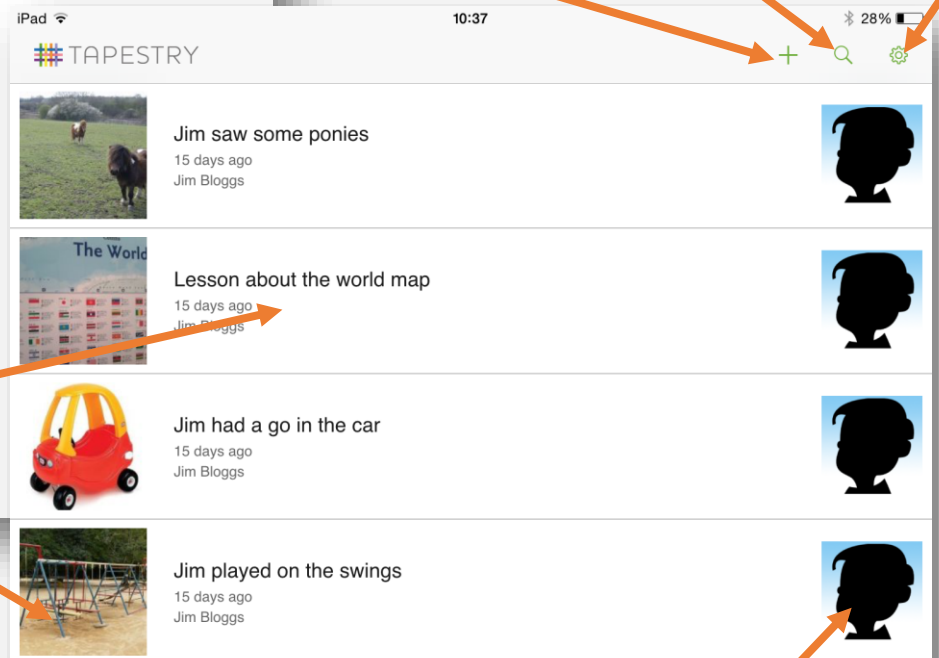 iPad 10:37 28%
TAPESTRY
Jim saw some ponies
15 days ago
Jim Bloggs
The World
Lesson about the world map
15 days ago
Jim Bloggs
Jim had a go in the car
15 days ago
Jim Bloggs
Jim played on the swings
15 days ago
Jim Bloggs